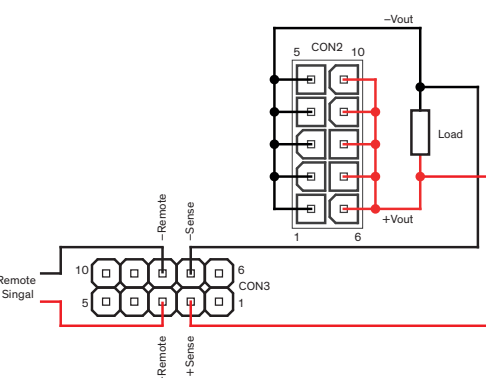 –Vout
5 CON2 10
Load
+Vout
1 6
–Remote
–Sense
Remote
Singal
10 6
CON3
5 1
Remote
+Sense